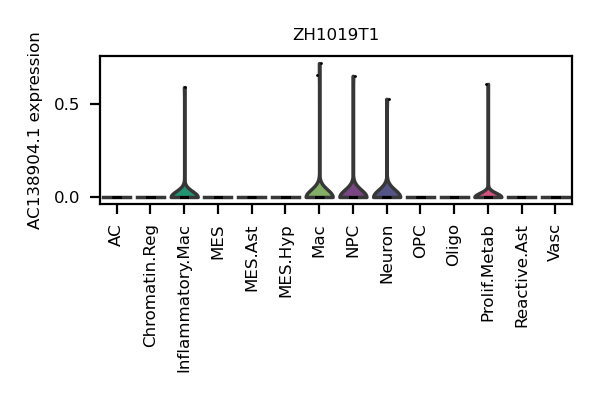 ZH1019T1
AC138904.1 expression
0.5
0.0
AC
Chromatin.Reg
Inflammatory.Mac
MES
MES.Ast
MES.Hyp
Mac
NPC
Neuron
OPC
Oligo
Prolif.Metab
Reactive.Ast
Vasc